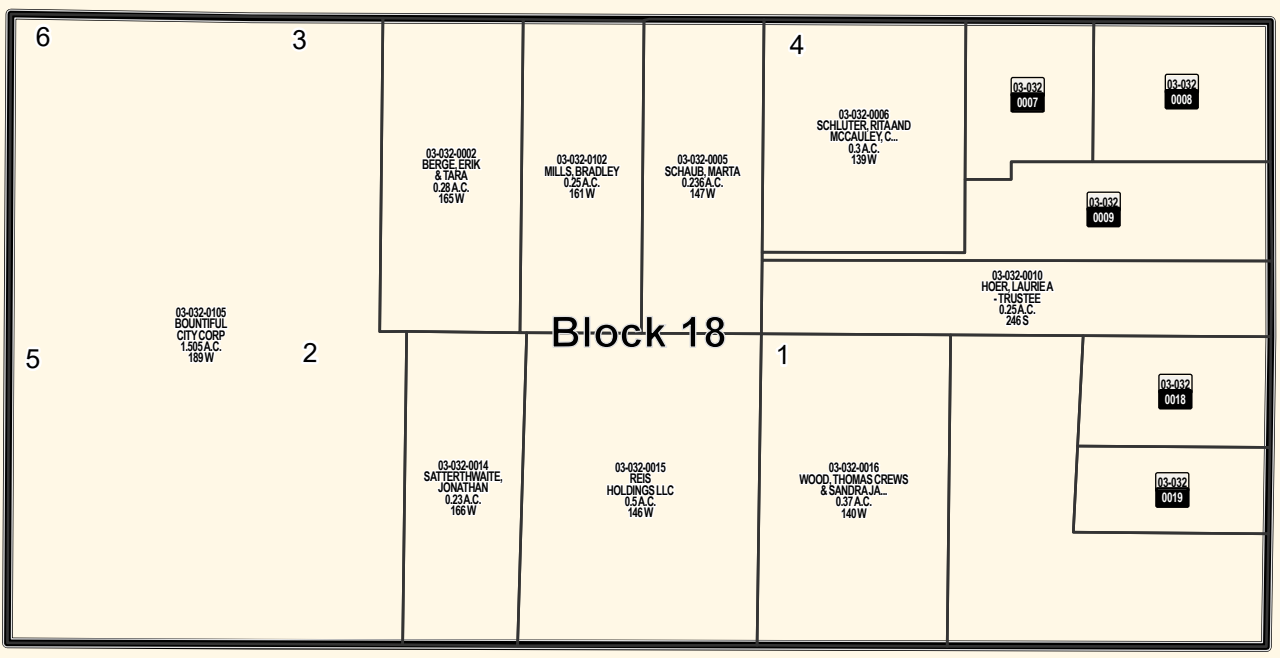 6
3
4
03-032
0007
03-032
0008
03-032-0006
SCHLUTER, RITA AND
MCCAULEY, C...
0.3 A.C.
139 W
03-032-0002
BERGE, ERIK
& TARA
0.28 A.C.
165 W
03-032-0102
MILLS, BRADLEY
0.25 A.C.
161 W
03-032-0005
SCHAUB, MARTA
0.236 A.C.
147 W
03-032
0009
03-032-0010
HOER, LAURIE A
- TRUSTEE
0.25 A.C.
246 S
03-032-0105
BOUNTIFUL
CITY CORP
1.505 A.C.
189 W
Block 18
5
2
1
03-032
0018
03-032-0014
SATTERTHWAITE,
JONATHAN
0.23 A.C.
166 W
03-032-0015
REIS
HOLDINGS LLC
0.5 A.C.
146 W
03-032-0016
WOOD, THOMAS CREWS
& SANDRA JA...
0.37 A.C.
140 W
03-032
0019